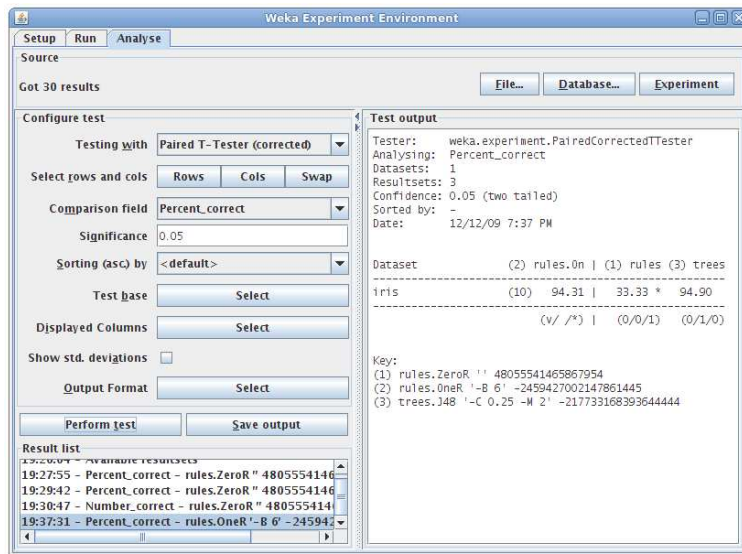 Weka Experiment Environment
Setup Run Analyse
Source
Got 30 results
File... Database... Experiment
Configure test
Testing with Paired T-Tester (corrected)
Select rows and cols Rows Cols Swap
Comparison field Percent_correct
Significance 0.05
Sorting (asc.) by <default>
Test base Select
Displayed Columns Select
Show std. deviations
Output Format Select
Perform test Save output
Result list
19:26:04 - Available resultsets
19:27:55 - Percent_correct - rules.ZeroR '' 4805554146
19:29:42 - Percent_correct - rules.ZeroR '' 4805554146
19:30:47 - Number_correct - rules.ZeroR '' 480555414
19:37:31 - Percent_correct - rules.OneR '-B 6' -245942
Test output
Tester: weka.experiment.PairedCorrectedTTester
Analysing: Percent_correct
Datasets: 1
Resultsets: 3
Confidence: 0.05 (two tailed)
Sorted by: -
Date: 12/12/09 7:37 PM
Dataset (2) rules.On | (1) rules (3) trees
iris (10) 94.31 | 33.33 * 94.90
(v/ /*) | (0/0/1) (0/1/0)
Key:
(1) rules.ZeroR '' 48055541465867954
(2) rules.OneR '-B 6' -2459427002147861445
(3) trees.J48 '-C 0.25 -M 2' -217733168393644444